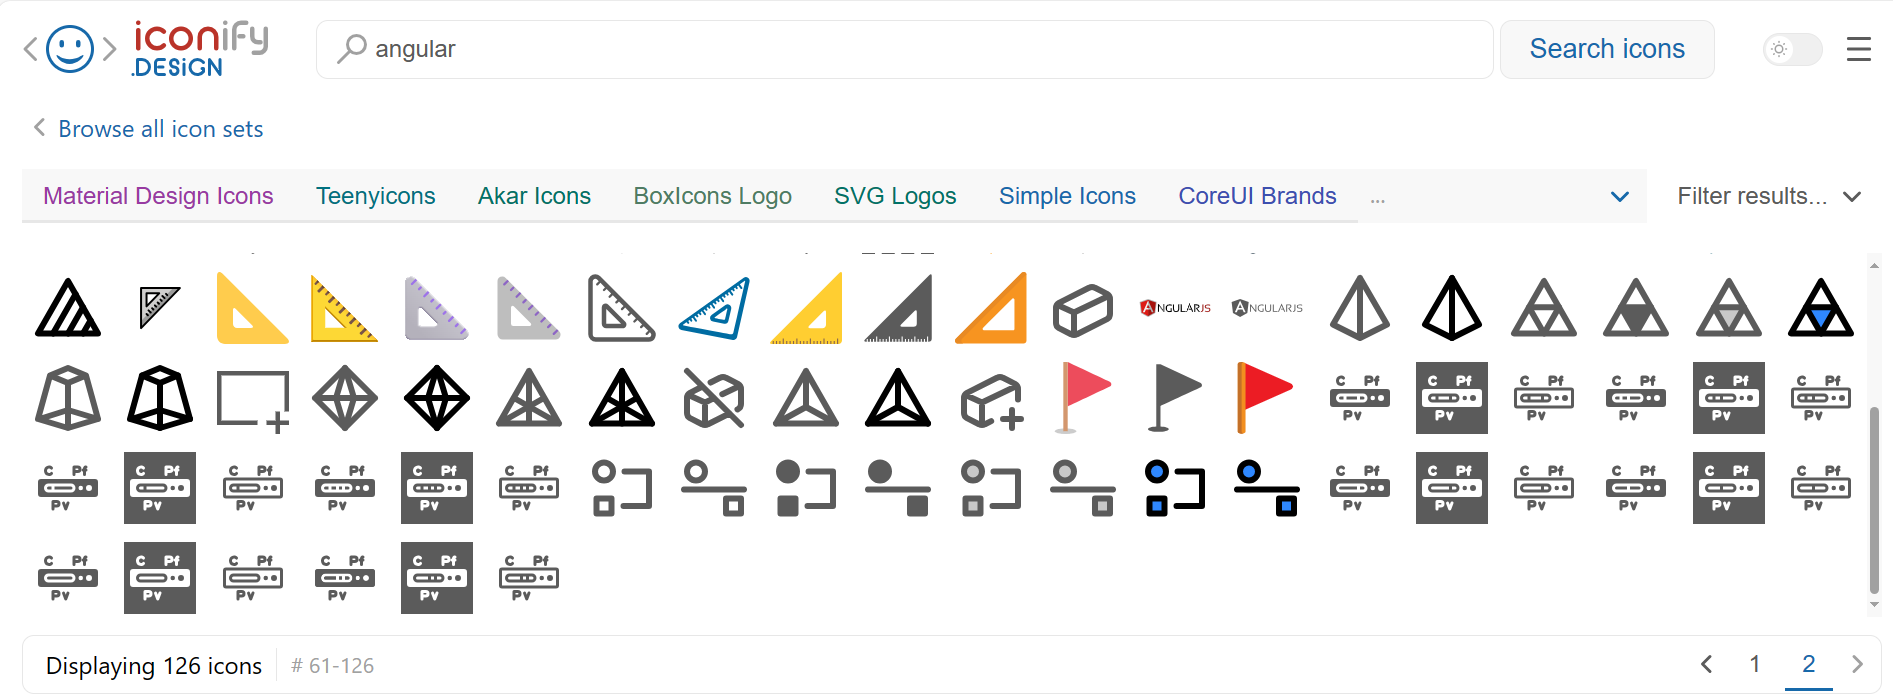 iconify
.DESiGN
angular
Search icons
Browse all icon sets
Material Design Icons Teenyicons Akar Icons BoxIcons Logo SVG Logos Simple Icons CoreUI Brands ... Filter results...
ANGULARJS ANGULARJS
C Pf C Pf C Pf C Pf C Pf C Pf
Pv Pv Pv Pv Pv Pv
C Pf C Pf C Pf C Pf C Pf C Pf C Pf C Pf C Pf C Pf C Pf C Pf
Pv Pv Pv Pv Pv Pv Pv Pv Pv Pv Pv Pv
C Pf C Pf C Pf C Pf C Pf C Pf
Pv Pv Pv Pv Pv Pv
Displaying 126 icons # 61-126 1 2